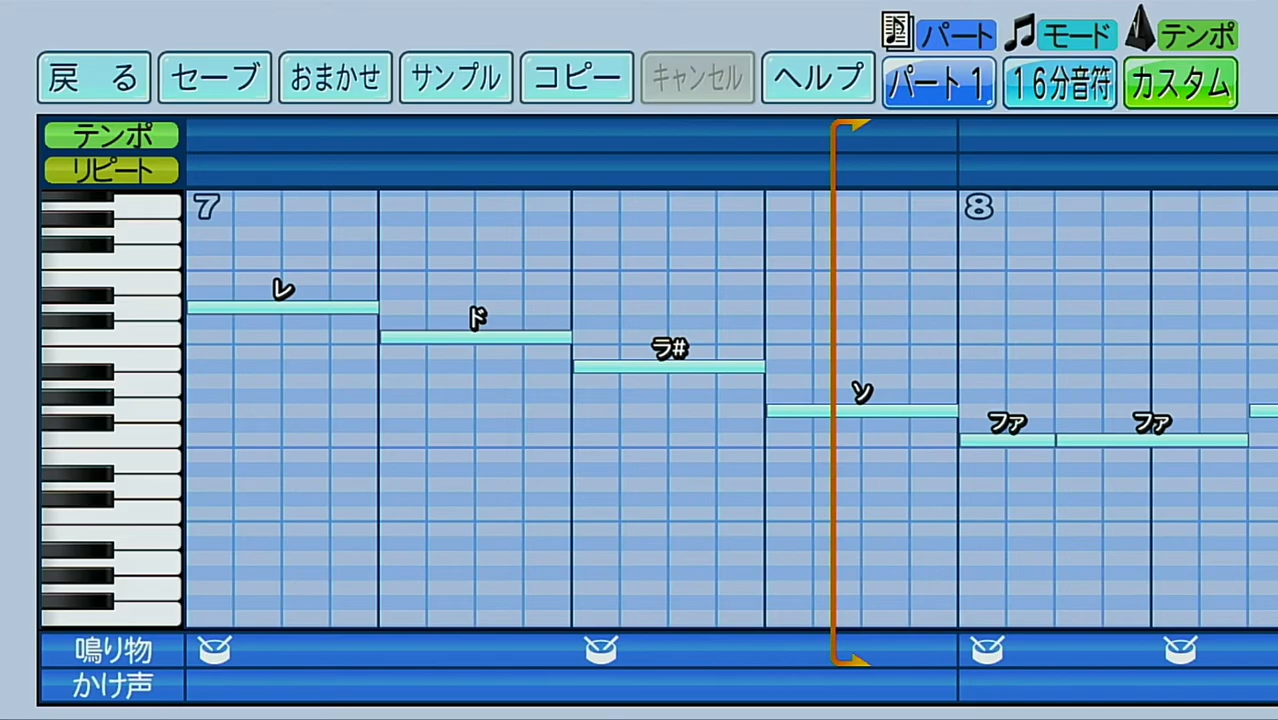 パート モード テンポ
戻 る セーブ おまかせ サンプル コピー キャンセル ヘルプ パート1 16分音符 カスタム
テンポ
リピート
7 8
レ
ド
ラ#
ソ
ファ ファ
鳴り物
かけ声